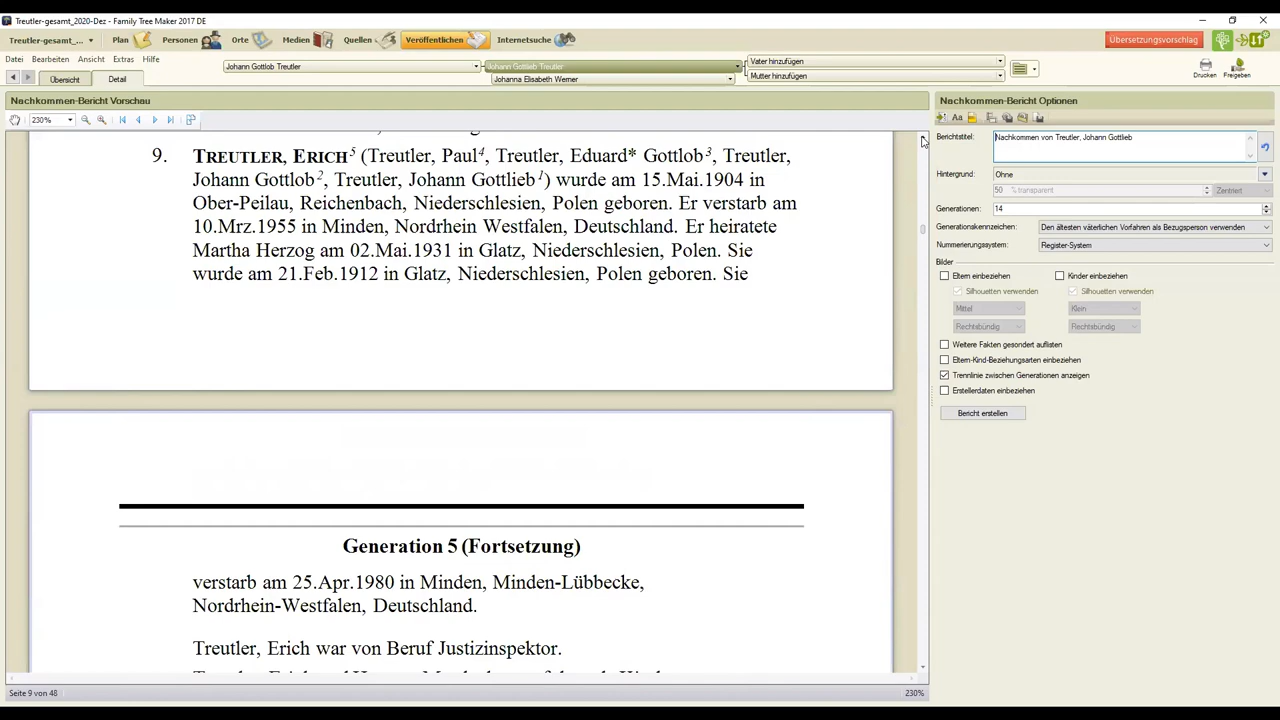 Treutler-gesamt_2020-Dez - Family Tree Maker 2017 DE
Treutler-gesamt_... Plan Personen Orte Medien Quellen Veröffentlichen Internetsuche Übersetzungsvorschlag
Datei Bearbeiten Ansicht Extras Hilfe
Johann Gottlob Treutler Johann Gottlieb Treutler Vater hinzufügen
Johanna Elisabeth Werner Mutter hinzufügen
Drucken Freigeben
Übersicht Detail
Nachkommen-Bericht Vorschau
230%
9. TREUTLER, ERICH5 (Treutler, Paul4, Treutler, Eduard* Gottlob3, Treutler,
Johann Gottlob2, Treutler, Johann Gottlieb1) wurde am 15.Mai.1904 in
Ober-Peilau, Reichenbach, Niederschlesien, Polen geboren. Er verstarb am
10.Mrz.1955 in Minden, Nordrhein Westfalen, Deutschland. Er heiratete
Martha Herzog am 02.Mai.1931 in Glatz, Niederschlesien, Polen. Sie
wurde am 21.Feb.1912 in Glatz, Niederschlesien, Polen geboren. Sie
Generation 5 (Fortsetzung)
verstarb am 25.Apr.1980 in Minden, Minden-Lübbecke,
Nordrhein-Westfalen, Deutschland.
Treutler, Erich war von Beruf Justizinspektor.
Seite 9 von 48 230%
Nachkommen-Bericht Optionen
Aa
Berichtstitel: Nachkommen von Treutler, Johann Gottlieb
Hintergrund: Ohne
50 % transparent Zentriert
Generationen: 14
Generationskennzeichen: Den ältesten väterlichen Vorfahren als Bezugsperson verwenden
Nummerierungssystem: Register-System
Bilder
Eltern einbeziehen Kinder einbeziehen
Silhouetten verwenden Silhouetten verwenden
Mittel Klein
Rechtsbündig Rechtsbündig
Weitere Fakten gesondert auflisten
Eltern-Kind-Beziehungsarten einbeziehen
Trennlinie zwischen Generationen anzeigen
Erstellerdaten einbeziehen
Bericht erstellen